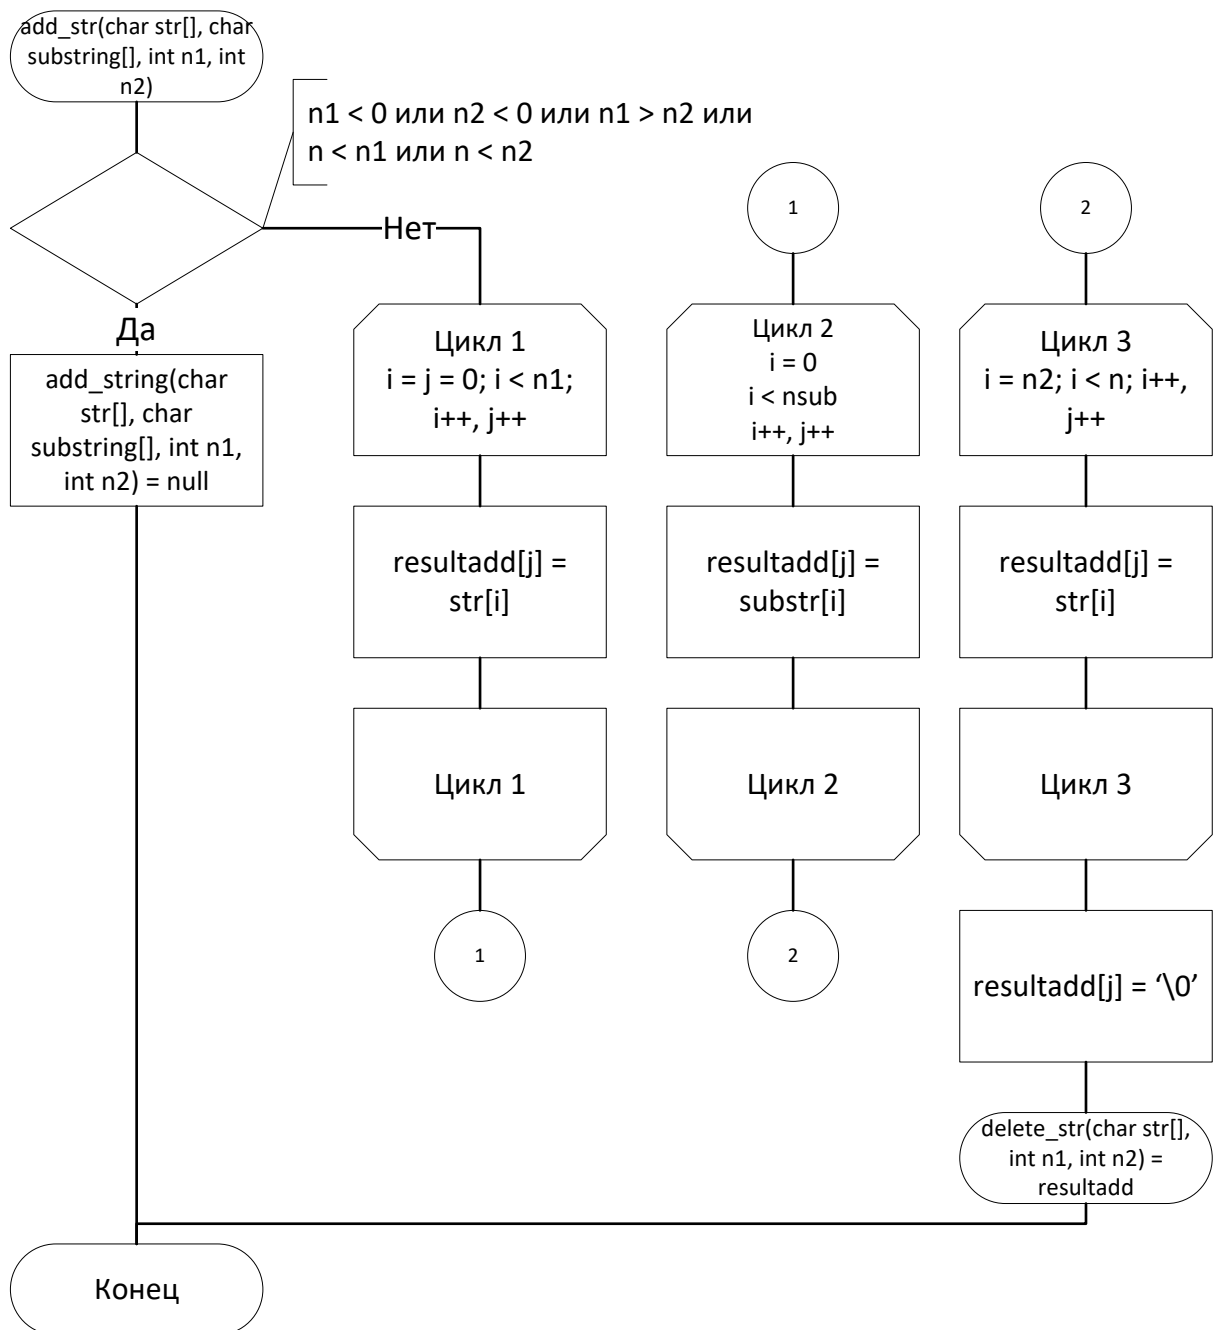 add_str(char str[], char
substring[], int n1, int
n2)
n1 < 0 или n2 < 0 или n1 > n2 или
n < n1 или n < n2
Нет
Да
add_string(char
str[], char
substring[], int n1,
int n2) = null
Цикл 1
i = j = 0; i < n1;
i++, j++
resultadd[j] =
str[i]
Цикл 1
1
1
Цикл 2
i = 0
i < nsub
i++, j++
resultadd[j] =
substr[i]
Цикл 2
2
2
Цикл 3
i = n2; i < n; i++,
j++
resultadd[j] =
str[i]
Цикл 3
resultadd[j] = ‘\0’
delete_str(char str[],
int n1, int n2) =
resultadd
Конец